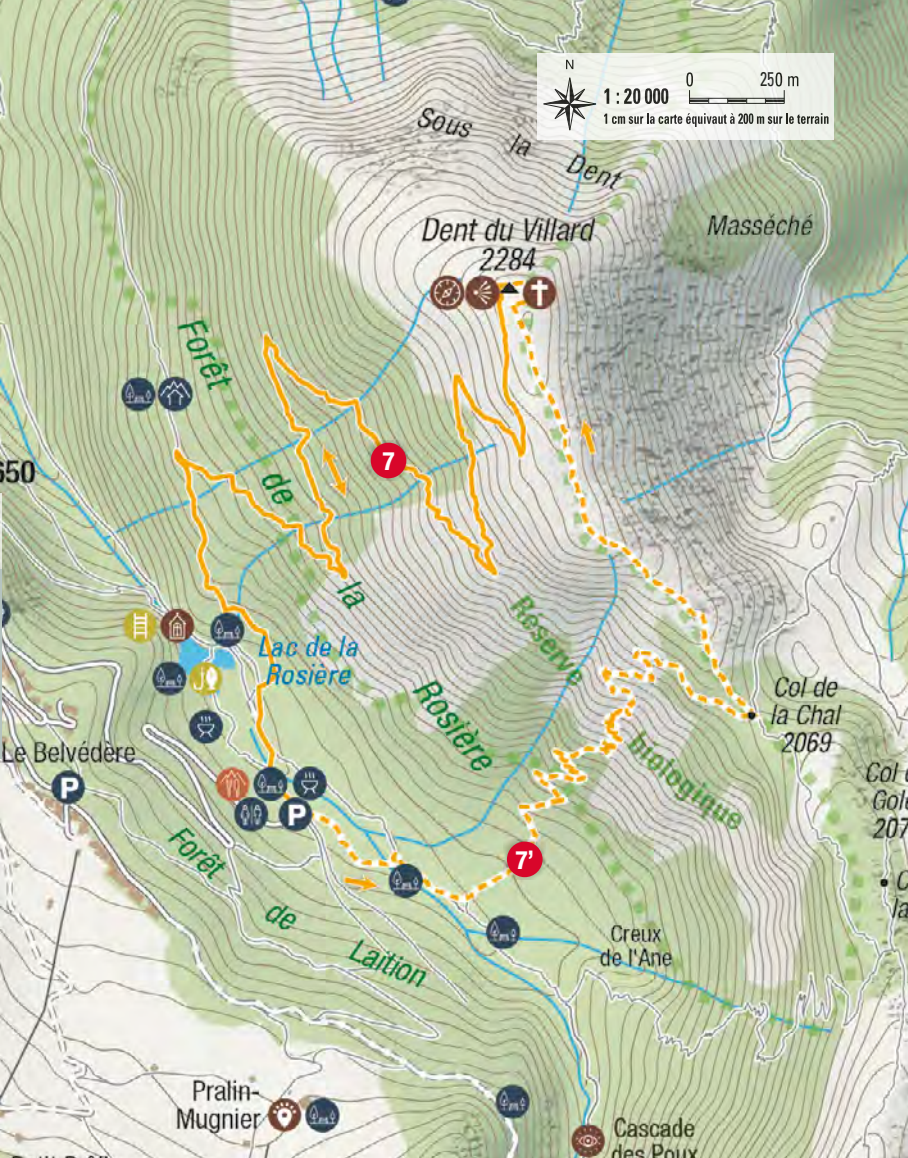 N
0 250 m
1 : 20 000
1 cm sur la carte équivaut à 200 m sur le terrain
Sous la Dent
Masséché
Dent du Villard
2284
Forêt
de
la
Rosière
7
650
Réserve
biologique
Lac de la
Rosière
Col de
la Chal
2069
Le Belvédère
P
P
7'
Forêt
de
Laition
Creux
de l'Ane
Pralin-
Mugnier
Cascade
des Poux